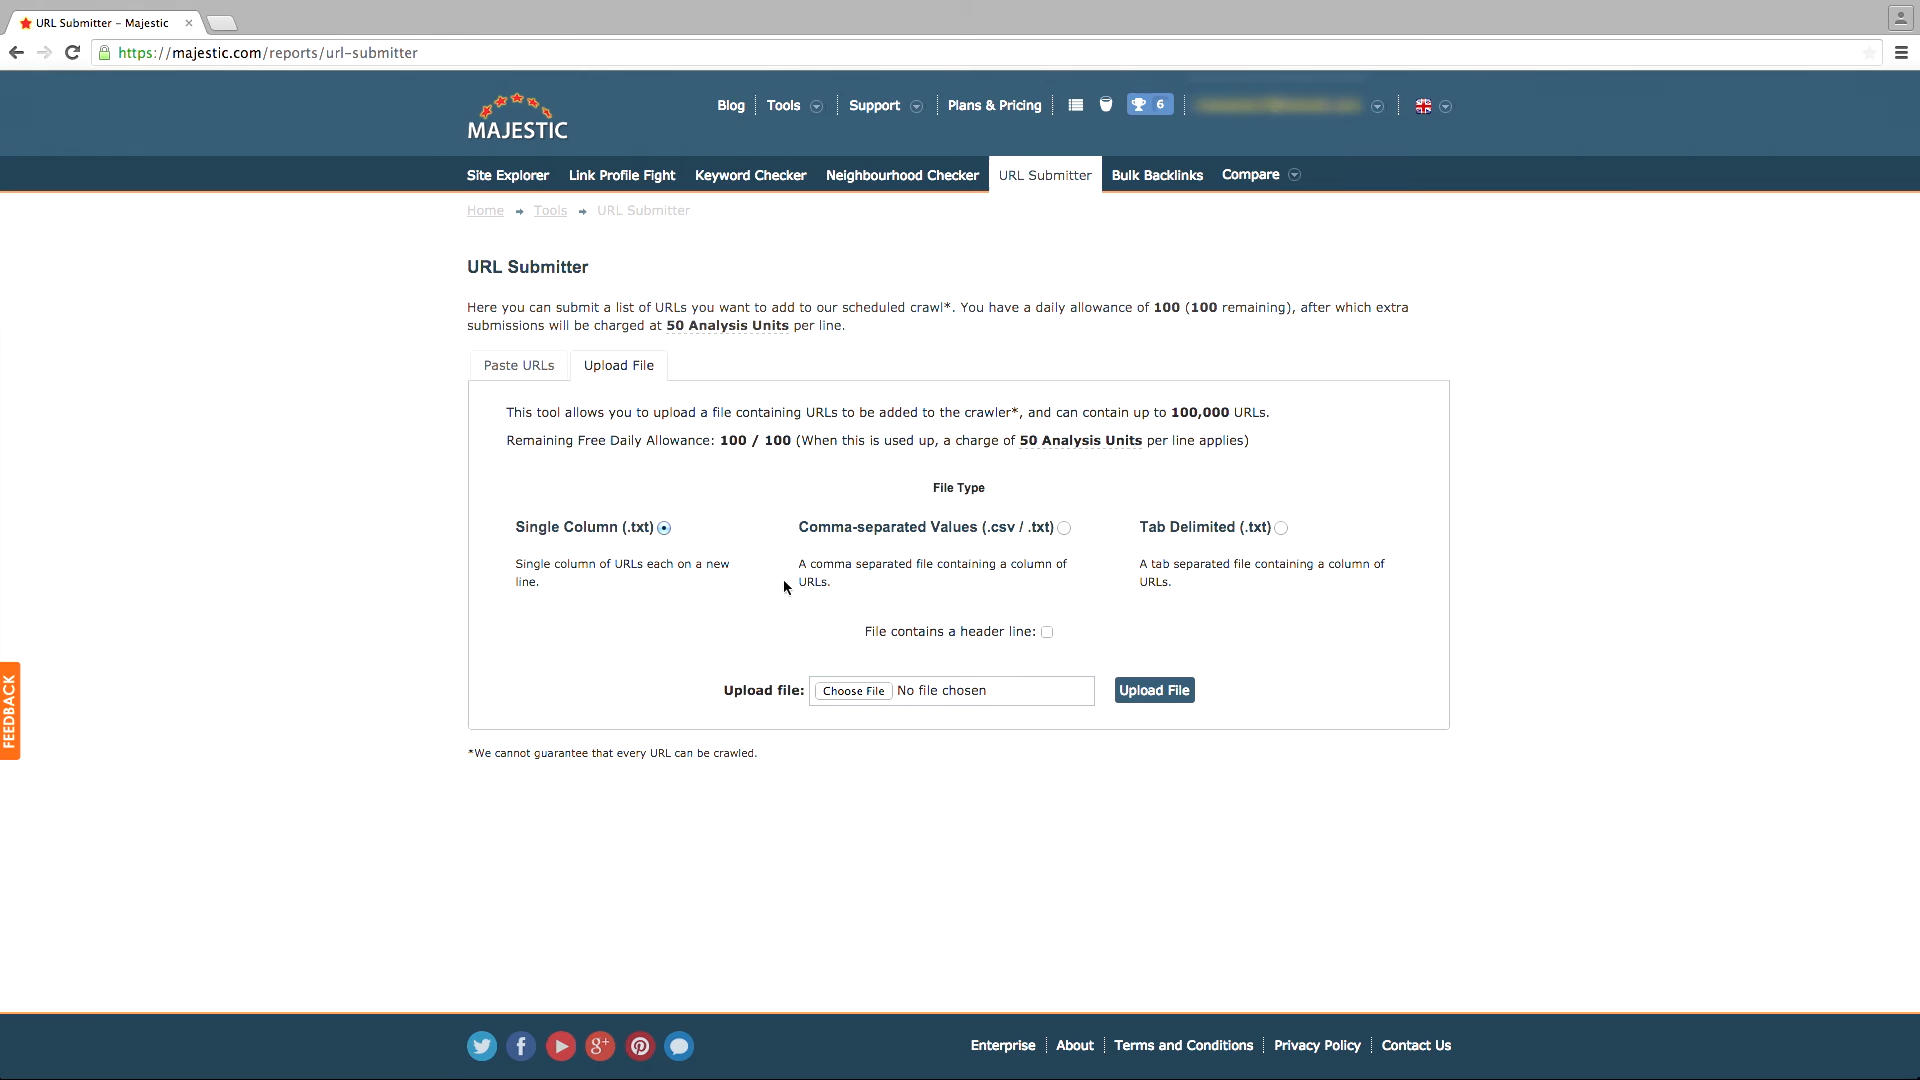 URL Submitter - Majestic
https://majestic.com/reports/url-submitter
MAJESTIC
Blog Tools Support Plans & Pricing 6
Site Explorer Link Profile Fight Keyword Checker Neighbourhood Checker URL Submitter Bulk Backlinks Compare
Home Tools URL Submitter
URL Submitter
Here you can submit a list of URLs you want to add to our scheduled crawl*. You have a daily allowance of 100 (100 remaining), after which extra
submissions will be charged at 50 Analysis Units per line.
Paste URLs Upload File
This tool allows you to upload a file containing URLs to be added to the crawler*, and can contain up to 100,000 URLs.
Remaining Free Daily Allowance: 100 / 100 (When this is used up, a charge of 50 Analysis Units per line applies)
File Type
Single Column (.txt) Comma-separated Values (.csv / .txt) Tab Delimited (.txt)
Single column of URLs each on a new
line.
A comma separated file containing a column of
URLs.
A tab separated file containing a column of
URLs.
File contains a header line:
Upload file: Choose File No file chosen Upload File
*We cannot guarantee that every URL can be crawled.
FEEDBACK
Enterprise About Terms and Conditions Privacy Policy Contact Us